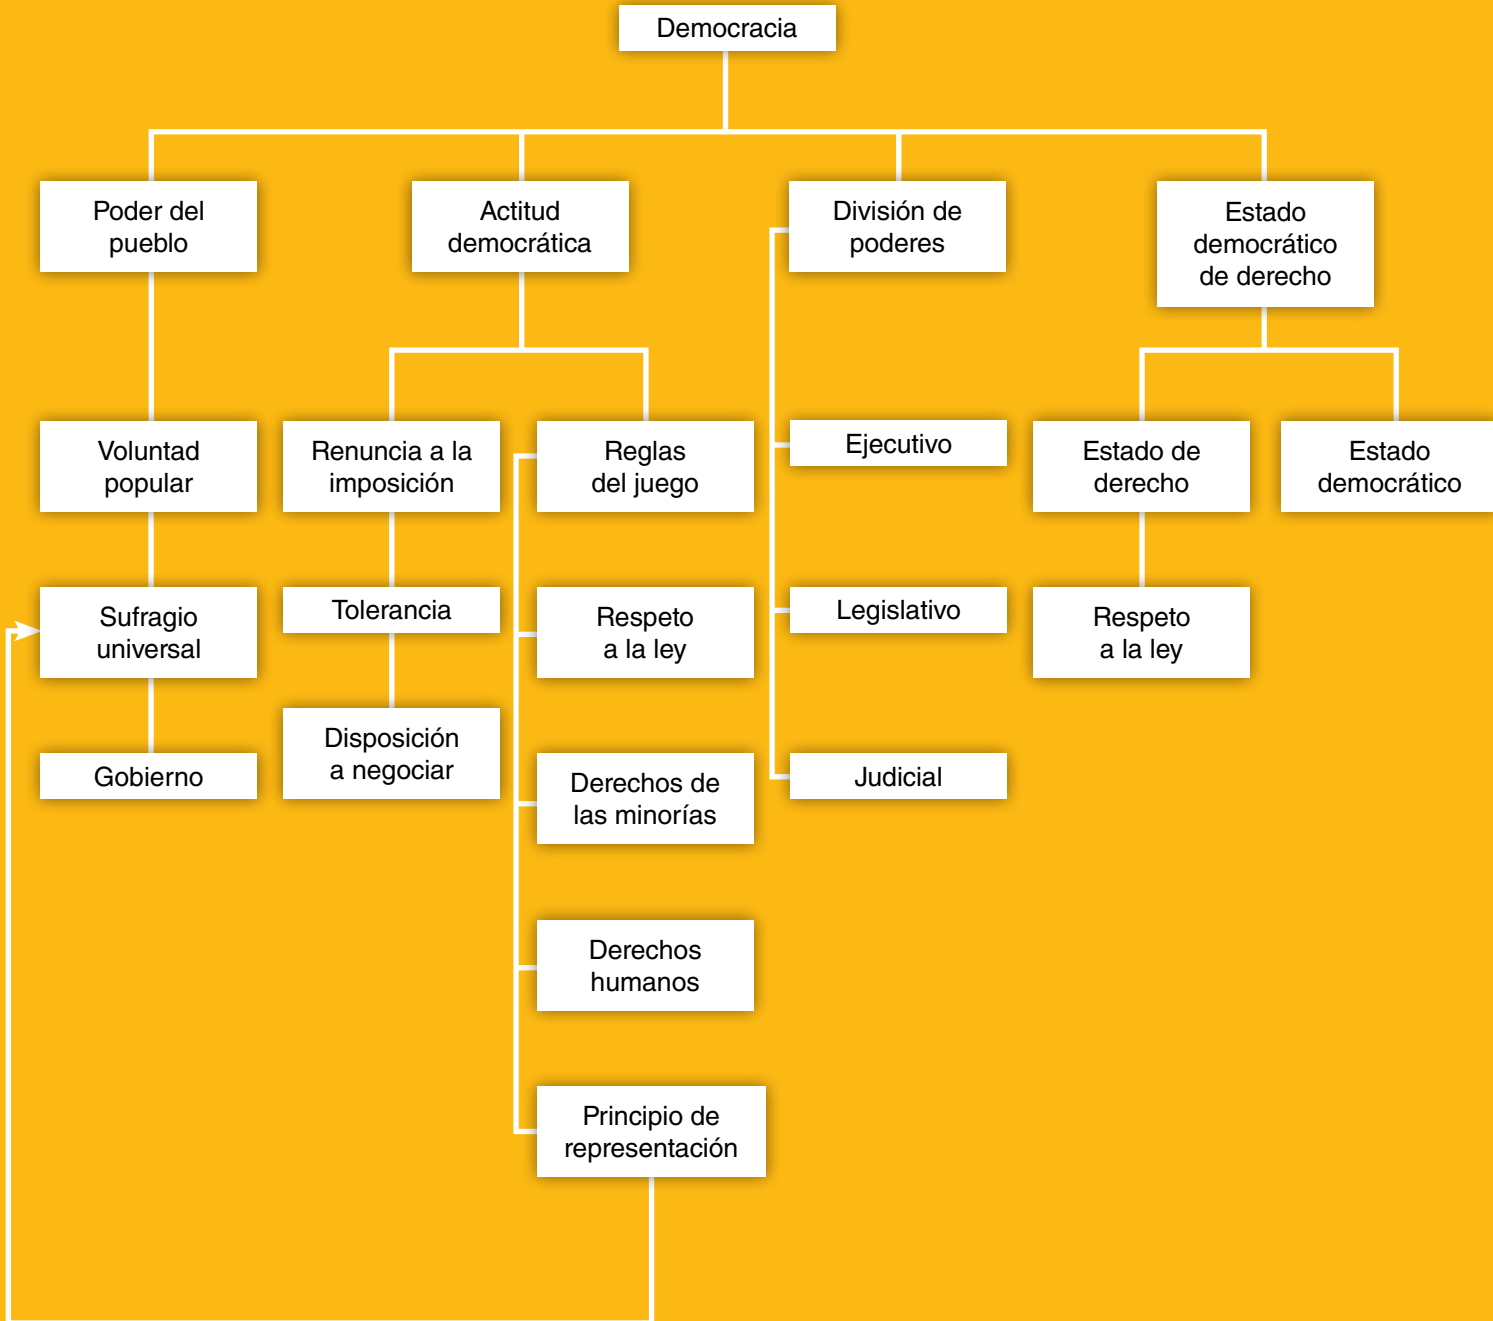 Democracia
Poder del
pueblo
Actitud
democrática
División de
poderes
Estado
democrático
de derecho
Voluntad
popular
Renuncia a la
imposición
Reglas
del juego
Ejecutivo
Estado de
derecho
Estado
democrático
Sufragio
universal
Tolerancia
Respeto
a la ley
Legislativo
Respeto
a la ley
Gobierno
Disposición
a negociar
Derechos de
las minorías
Judicial
Derechos
humanos
Principio de
representación